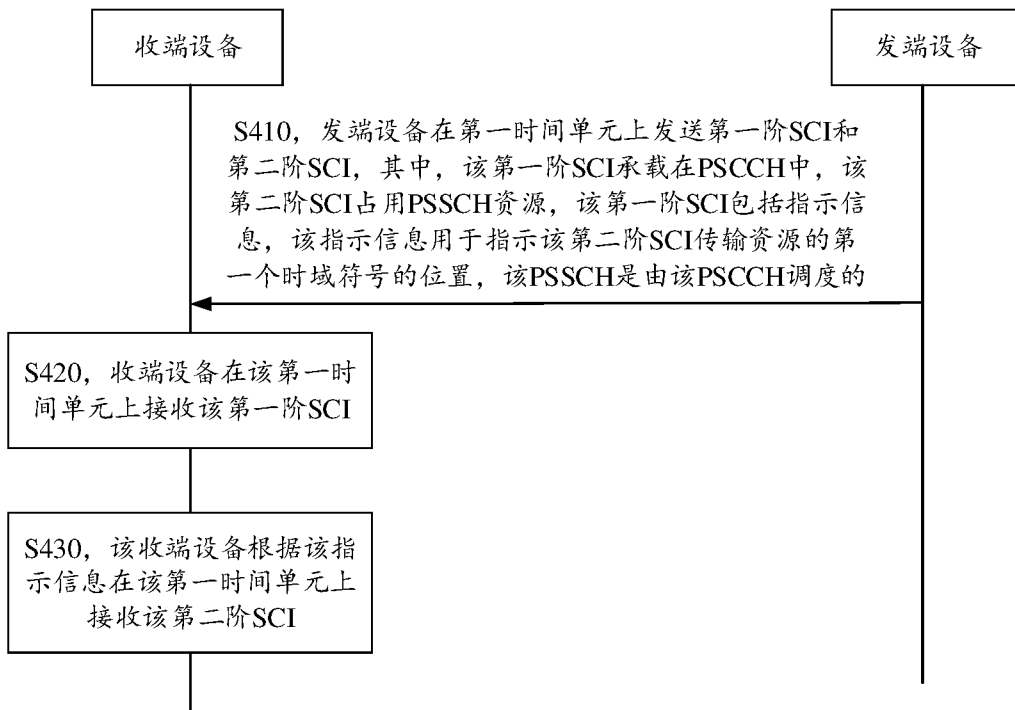 收端设备
发端设备
S410，发端设备在第一时间单元上发送第一阶SCI和
第二阶SCI，其中，该第一阶SCI承载在PSCCH中，该
第二阶SCI占用PSSCH资源，该第一阶SCI包括指示信
息，该指示信息用于指示该第二阶SCI传输资源的第
一个时域符号的位置，该PSSCH是由该PSCCH调度的
S420，收端设备在该第一时
间单元上接收该第一阶SCI
S430，该收端设备根据该指
示信息在该第一时间单元上
接收该第二阶SCI